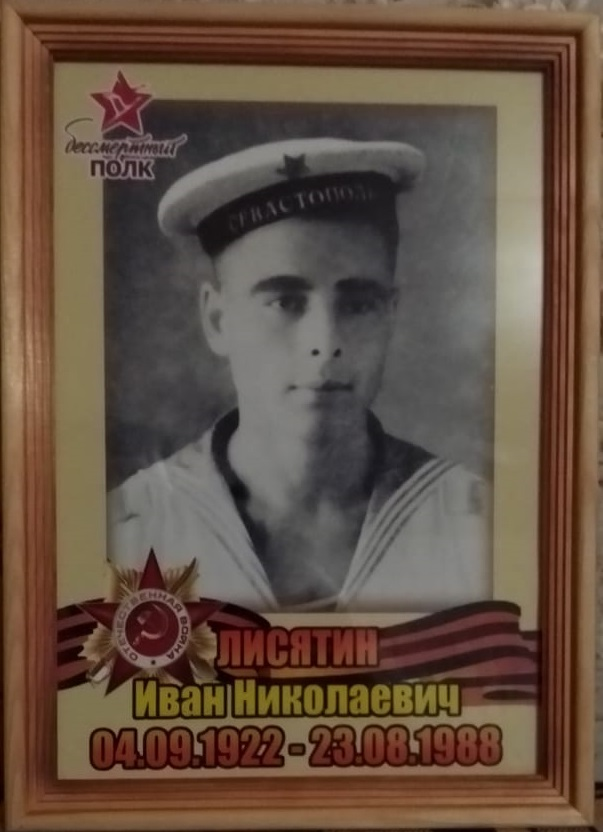 бессмертный
ПОЛК
СЕВАСТОПОЛЬ
ОТЕЧЕСТВЕННАЯ ВОЙНА
ЛИСЯТИН
Иван Николаевич
04.09.1922 - 23.08.1988